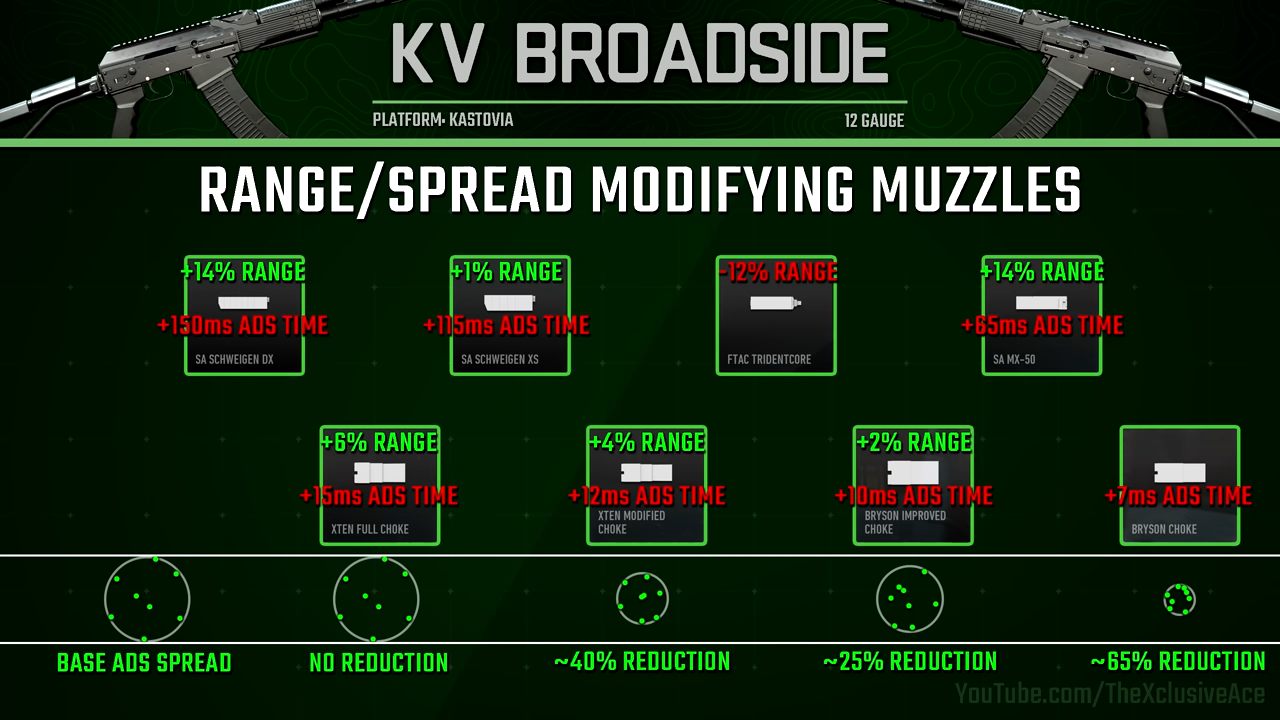 KV BROADSIDE
PLATFORM: KASTOVIA
12 GAUGE
RANGE/SPREAD MODIFYING MUZZLES
+14% RANGE
+150ms ADS TIME
SA SCHWEIGEN DX
+1% RANGE
+115ms ADS TIME
SA SCHWEIGEN XS
-12% RANGE
FTAC TRIDENTCORE
+14% RANGE
+65ms ADS TIME
SA MX-50
+6% RANGE
+15ms ADS TIME
XTEN FULL CHOKE
+4% RANGE
+12ms ADS TIME
XTEN MODIFIED
CHOKE
+2% RANGE
+10ms ADS TIME
BRYSON IMPROVED
CHOKE
+7ms ADS TIME
BRYSON CHOKE
BASE ADS SPREAD
NO REDUCTION
~40% REDUCTION
~25% REDUCTION
~65% REDUCTION
YouTube.com/TheXclusiveAce